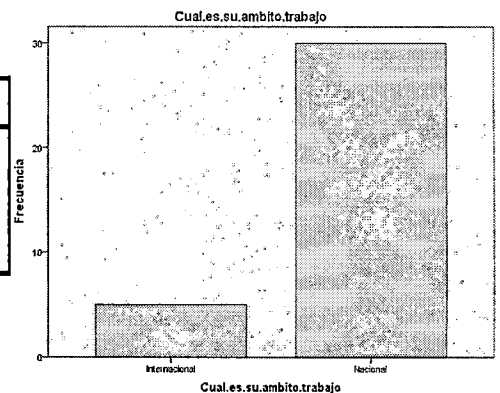 Cual.es.su.ambito.trabajo
30
20
10
0
Frecuencia
Internacional
Nacional
Cual.es.su.ambito.trabajo